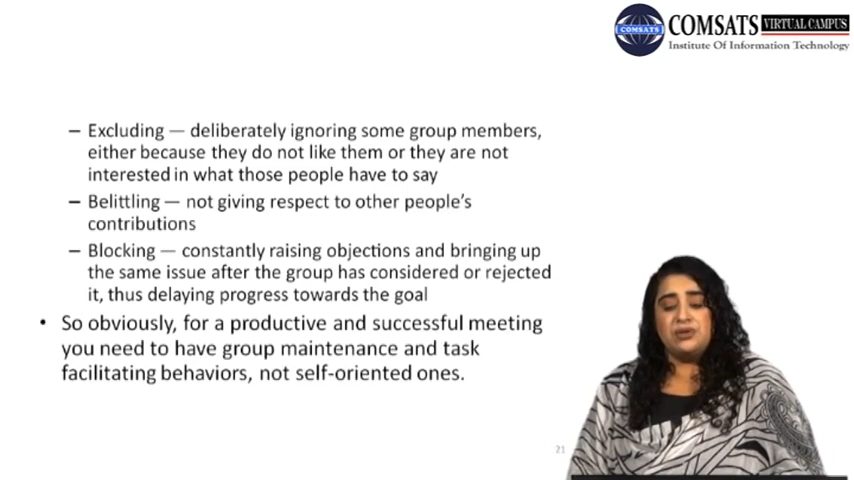 COMSATS
COMSATS VIRTUAL CAMPUS
Institute Of Information Technology
– Excluding — deliberately ignoring some group members,
either because they do not like them or they are not
interested in what those people have to say
– Belittling — not giving respect to other people's
contributions
– Blocking — constantly raising objections and bringing up
the same issue after the group has considered or rejected
it, thus delaying progress towards the goal
• So obviously, for a productive and successful meeting
you need to have group maintenance and task
facilitating behaviors, not self-oriented ones.
21